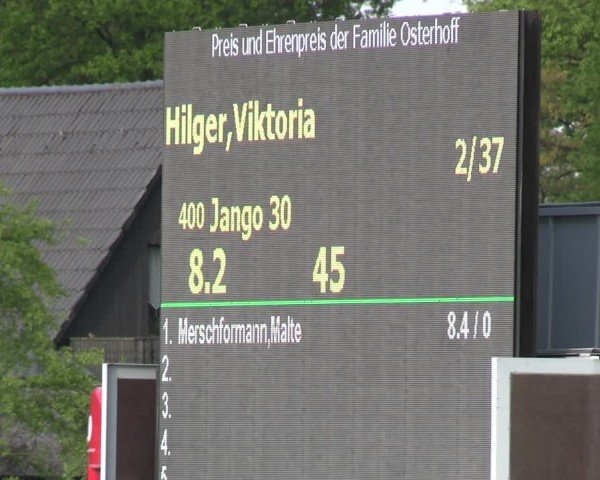 Preis und Ehrenpreis der Familie Osterhoff
Hilger,Viktoria
2/37
400 Jango 30
8.2 45
1. Merschformann,Malte 8.4 / 0
2.
3.
4.
5.